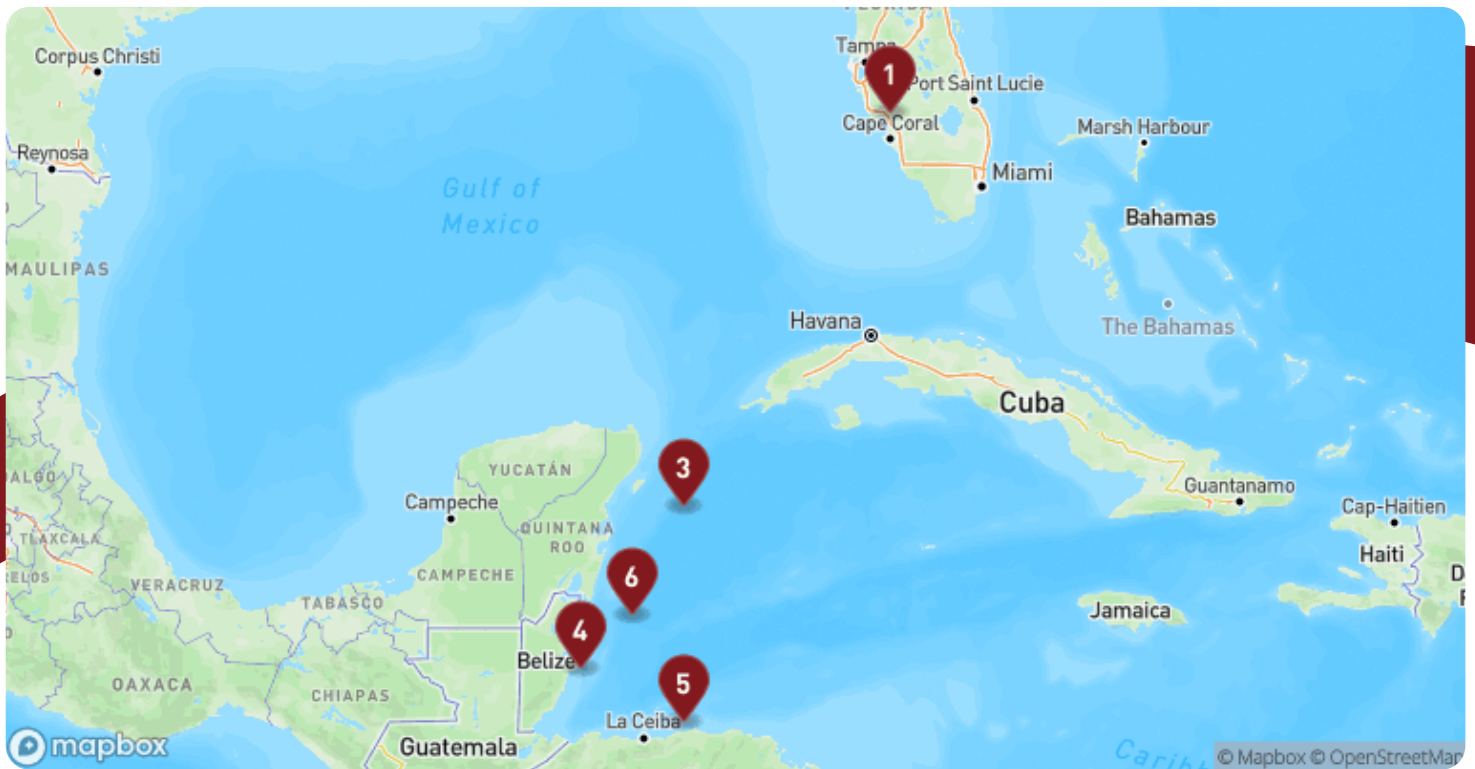 FLORIDA
Corpus Christi
Tampa
1
Port Saint Lucie
Cape Coral
Marsh Harbour
Reynosa
Miami
Gulf of
Mexico
Bahamas
MAULIPAS
Havana
The Bahamas
Cuba
3
YUCATÁN
Campeche
Guantanamo
Cap-Haitien
QUINTANA
ROO
TLAXCALA
Haiti
6
CAMPECHE
VERACRUZ
TABASCO
Jamaica
4
Belize
5
OAXACA
CHIAPAS
La Ceiba
Guatemala
mapbox
© Mapbox © OpenStreetMap